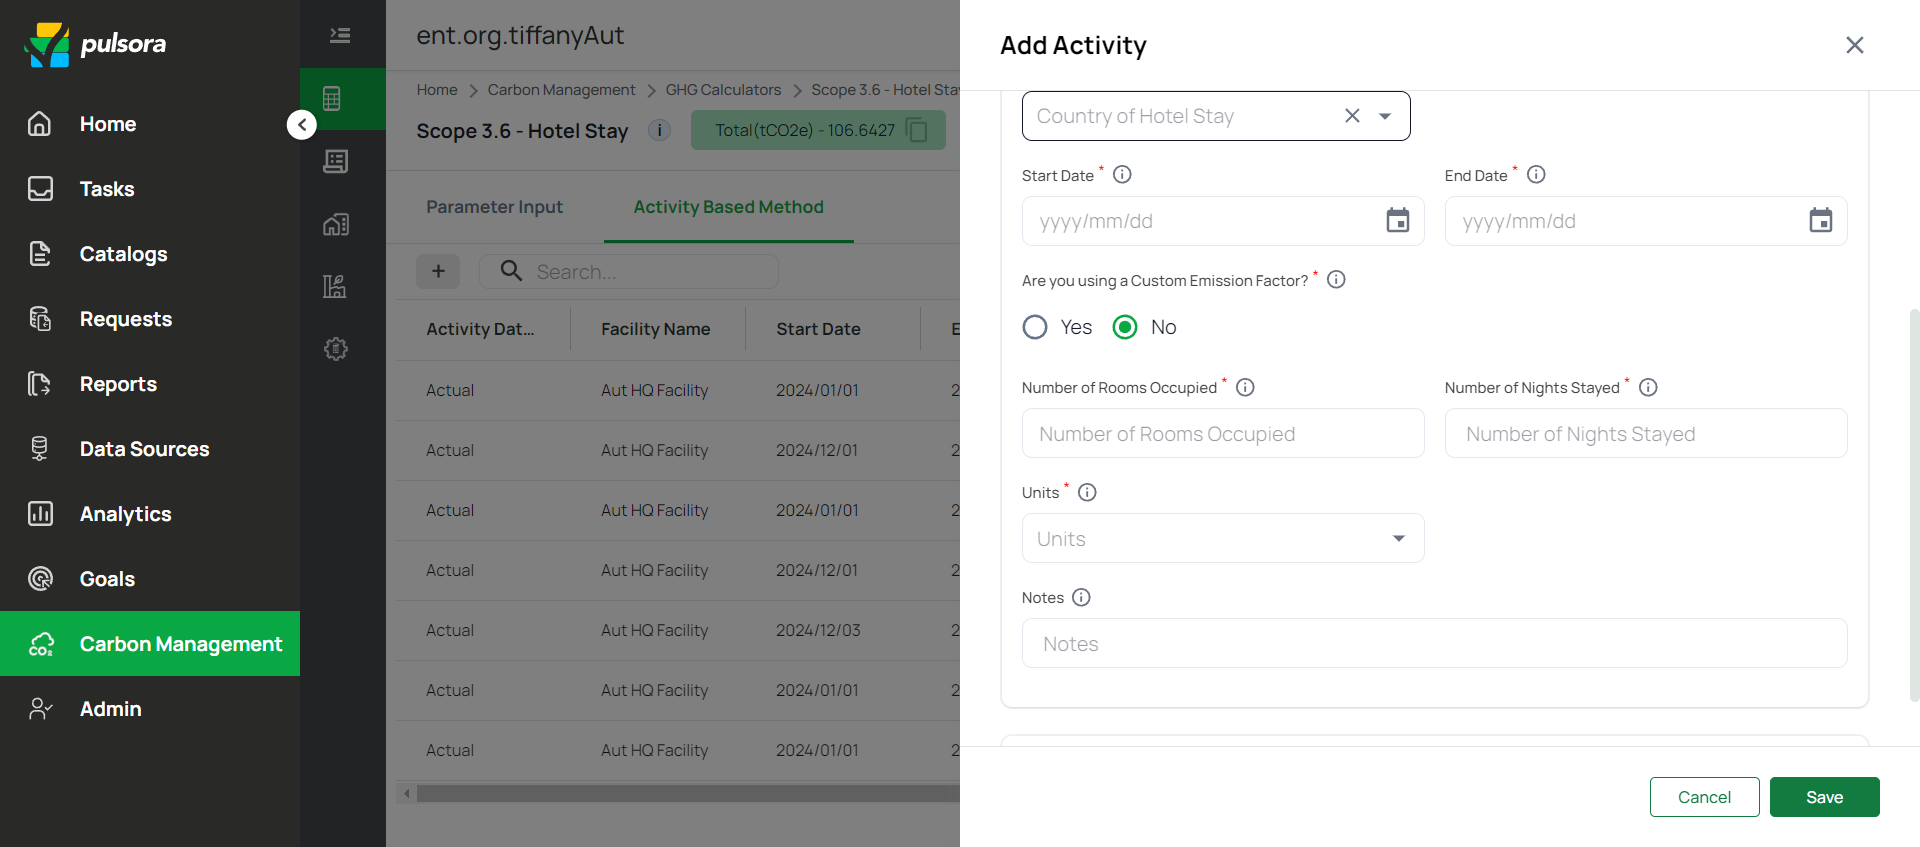 pulsora
Home
Tasks
Catalogs
Requests
Reports
Data Sources
Analytics
Goals
CO₂
Carbon Management
Admin
ent.org.tiffanyAut
Home > Carbon Management > GHG Calculators > Scope 3.6 - Hotel Sta
Scope 3.6 - Hotel Stay
Total(tCO2e) - 106.6427
Parameter Input
Activity Based Method
+
Search...
Activity Dat... Facility Name Start Date E
Actual Aut HQ Facility 2024/01/01 2
Actual Aut HQ Facility 2024/12/01 2
Actual Aut HQ Facility 2024/01/01 2
Actual Aut HQ Facility 2024/12/01 2
Actual Aut HQ Facility 2024/12/03 2
Actual Aut HQ Facility 2024/01/01 2
Actual Aut HQ Facility 2024/01/01 2
Add Activity
Country of Hotel Stay
Start Date *
End Date *
yyyy/mm/dd
yyyy/mm/dd
Are you using a Custom Emission Factor? *
Yes No
Number of Rooms Occupied *
Number of Nights Stayed *
Number of Rooms Occupied
Number of Nights Stayed
Units *
Units
Notes
Notes
Cancel
Save